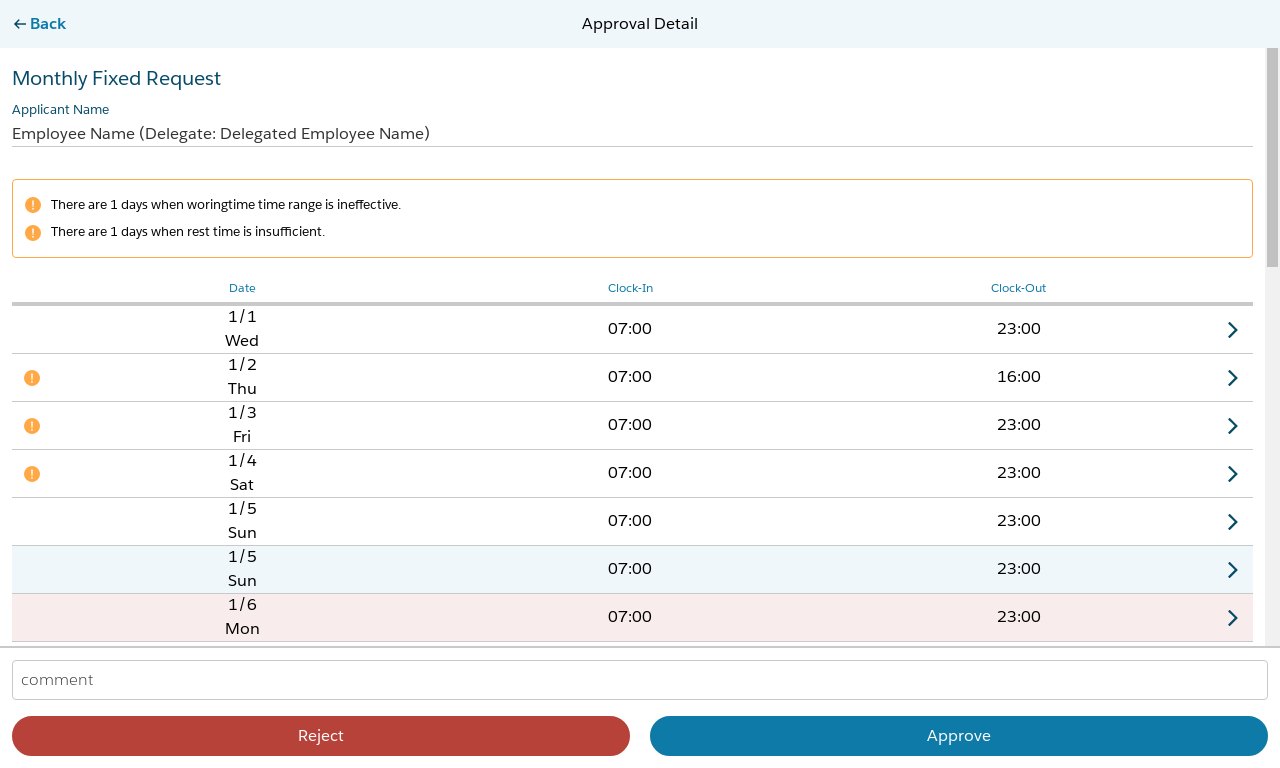 Back
Approval Detail
Monthly Fixed Request
Applicant Name
Employee Name (Delegate: Delegated Employee Name)
There are 1 days when woringtime time range is ineffective.
There are 1 days when rest time is insufficient.
Date Clock-In Clock-Out
1/1
Wed
07:00 23:00
1/2
Thu
07:00 16:00
1/3
Fri
07:00 23:00
1/4
Sat
07:00 23:00
1/5
Sun
07:00 23:00
1/5
Sun
07:00 23:00
1/6
Mon
07:00 23:00
comment
Reject Approve